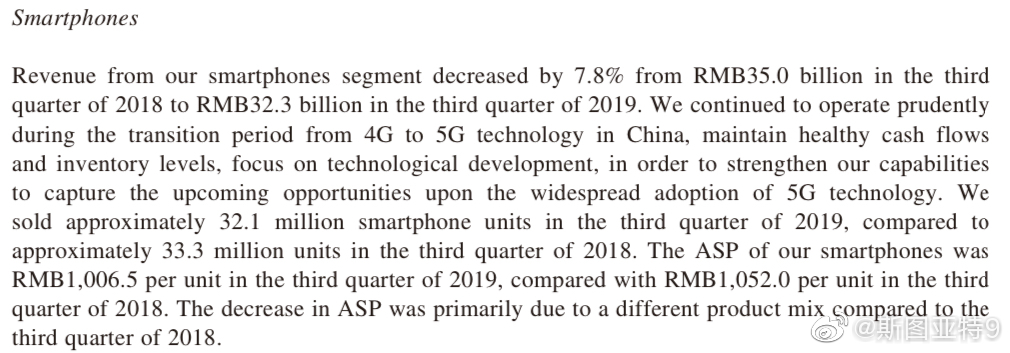 Smartphones
Revenue from our smartphones segment decreased by 7.8% from RMB35.0 billion in the third
quarter of 2018 to RMB32.3 billion in the third quarter of 2019. We continued to operate prudently
during the transition period from 4G to 5G technology in China, maintain healthy cash flows
and inventory levels, focus on technological development, in order to strengthen our capabilities
to capture the upcoming opportunities upon the widespread adoption of 5G technology. We
sold approximately 32.1 million smartphone units in the third quarter of 2019, compared to
approximately 33.3 million units in the third quarter of 2018. The ASP of our smartphones was
RMB1,006.5 per unit in the third quarter of 2019, compared with RMB1,052.0 per unit in the third
quarter of 2018. The decrease in ASP was primarily due to a different product mix compared to the
third quarter of 2018.
@斯图亚特9